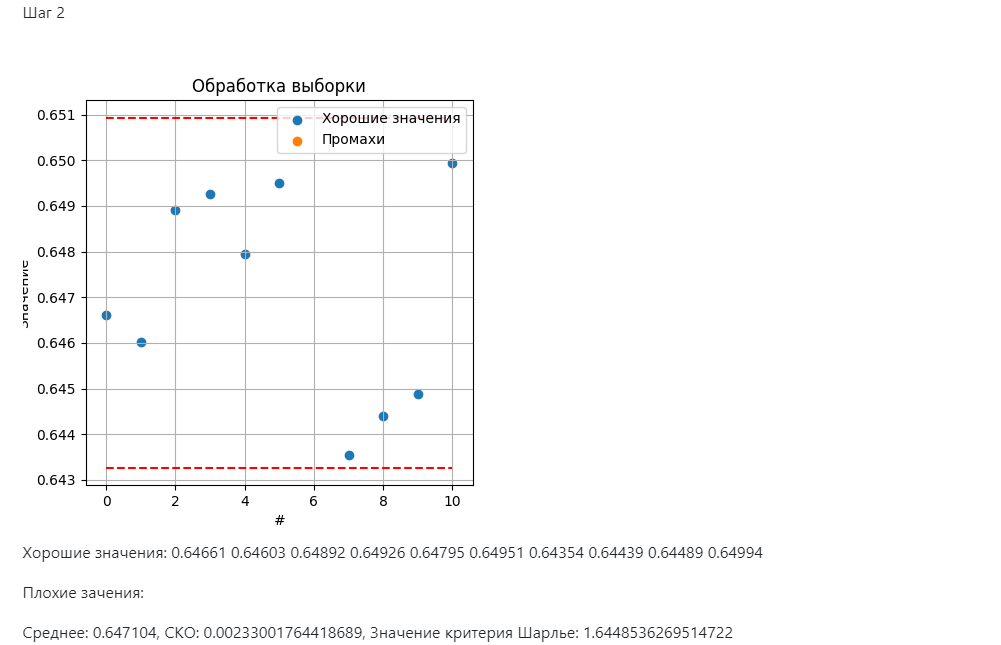 Шаг 2
Обработка выборки
Хорошие значения
Промахи
0.651
0.650
0.649
0.648
0.647
0.646
0.645
0.644
0.643
значение
0 2 4 6 8 10
#
Хорошие значения: 0.64661 0.64603 0.64892 0.64926 0.64795 0.64951 0.64354 0.64439 0.64489 0.64994
Плохие зачения:
Среднее: 0.647104, СКО: 0.00233001764418689, Значение критерия Шарлье: 1.6448536269514722